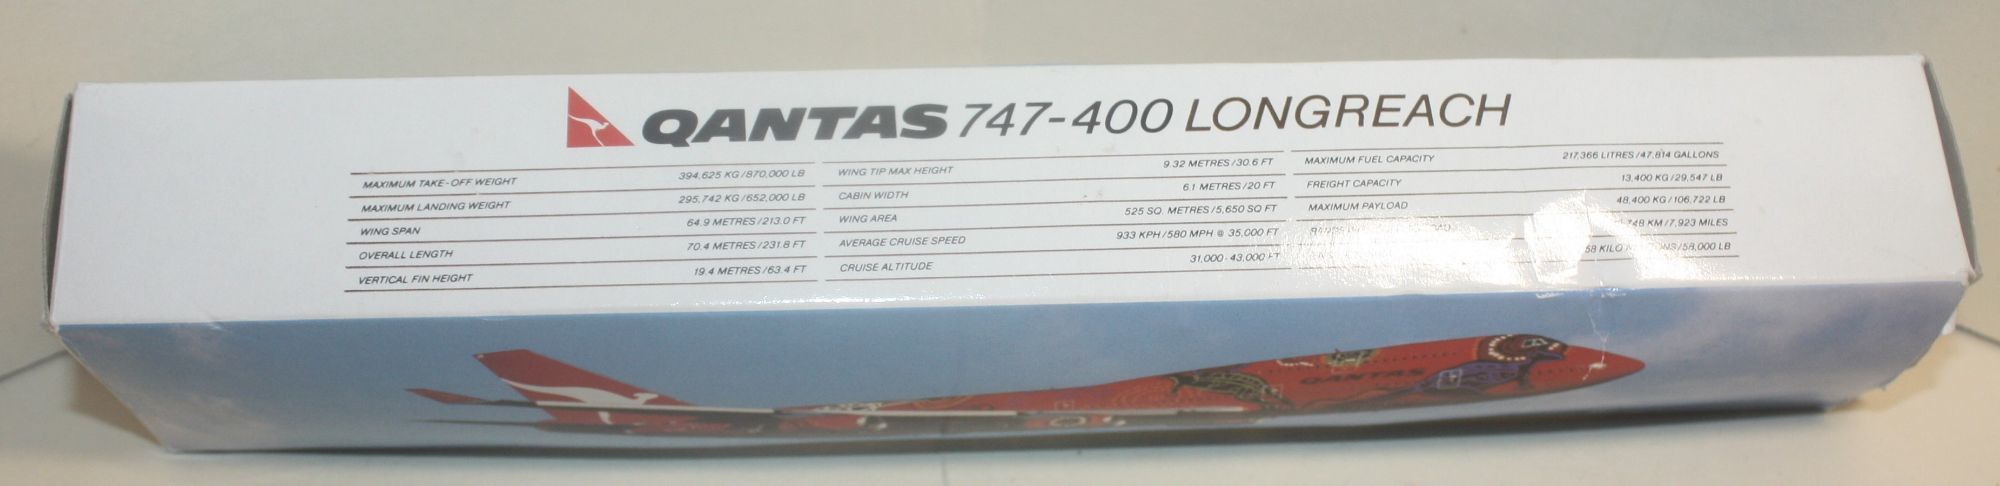 QANTAS 747-400 LONGREACH
MAXIMUM TAKE-OFF WEIGHT 394,625 KG/870,000 LB
MAXIMUM LANDING WEIGHT 295,742 KG/652,000 LB
WING SPAN 64.9 METRES/213.0 FT
OVERALL LENGTH 70.4 METRES/231.8 FT
VERTICAL FIN HEIGHT 19.4 METRES/63.4 FT
WING TIP MAX HEIGHT 9.32 METRES/30.6 FT
CABIN WIDTH 6.1 METRES/20 FT
WING AREA 525 SQ. METRES/5,650 SQ FT
AVERAGE CRUISE SPEED 933 KPH/580 MPH @ 35,000 FT
CRUISE ALTITUDE 31,000-43,000 FT
MAXIMUM FUEL CAPACITY 217,366 LITRES/47,814 GALLONS
FREIGHT CAPACITY 13,400 KG/29,547 LB
MAXIMUM PAYLOAD 48,400 KG/106,722 LB
KM/7,923 MILES
KILO /58,000 LB
QANTAS